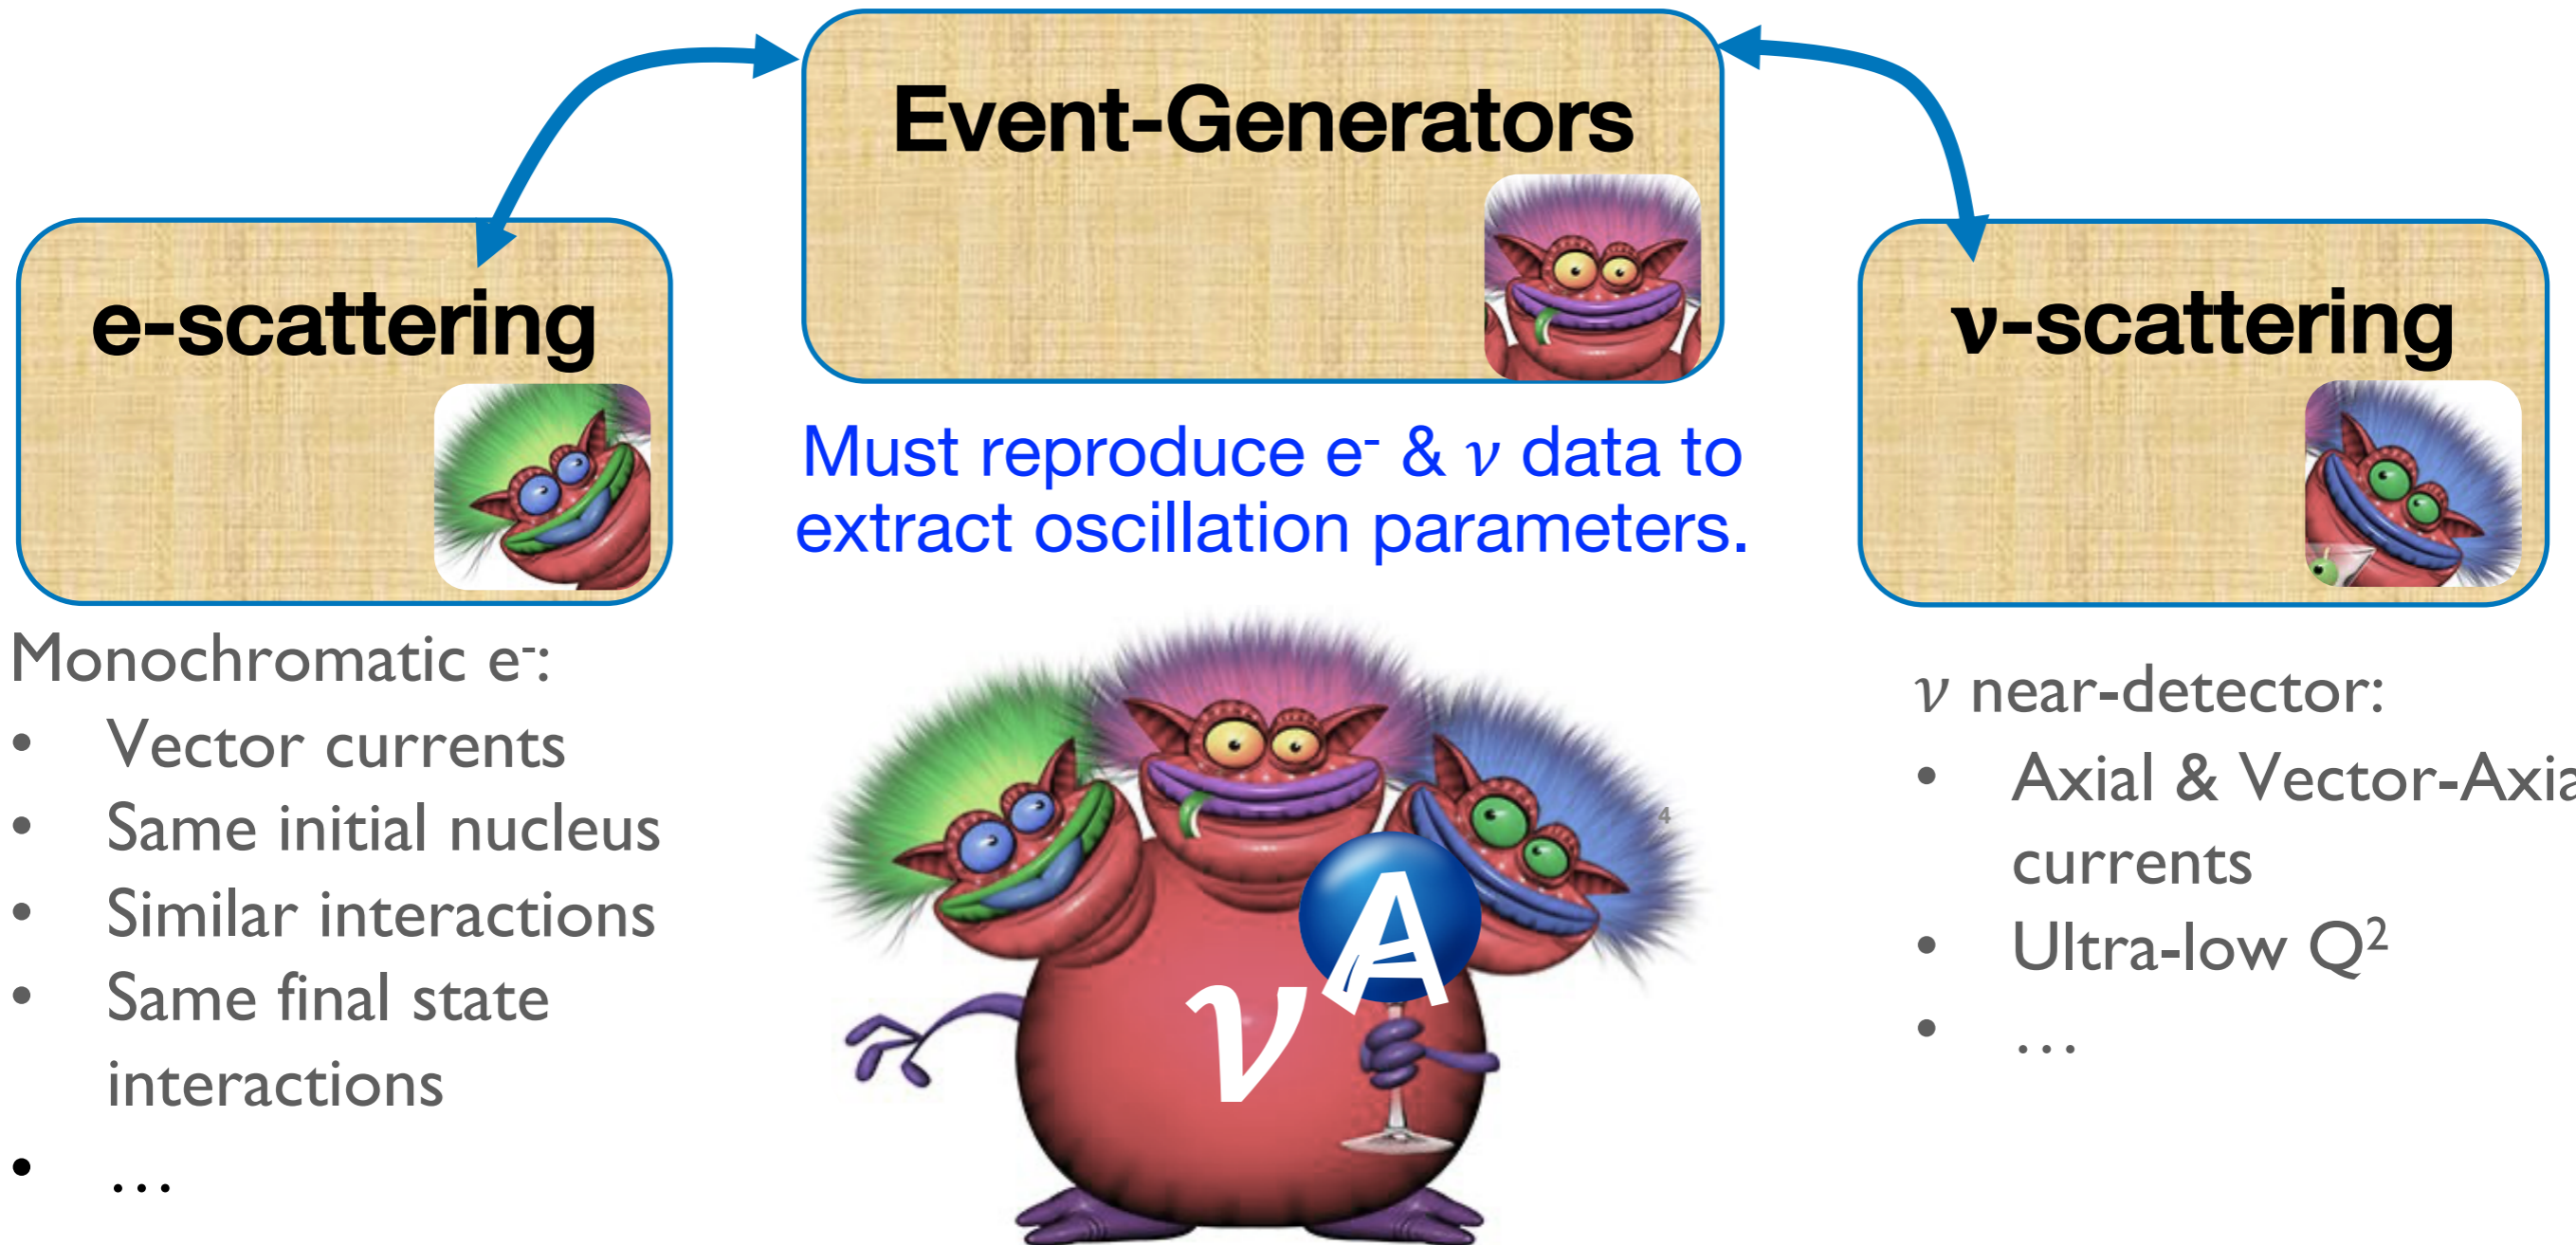 Event-Generators
e-scattering
ν-scattering
Must reproduce e⁻ & ν data to
extract oscillation parameters.
Monochromatic e⁻:
• Vector currents
• Same initial nucleus
• Similar interactions
• Same final state
interactions
• …
4
ν A
ν near-detector:
• Axial & Vector-Axia
currents
• Ultra-low Q²
• …